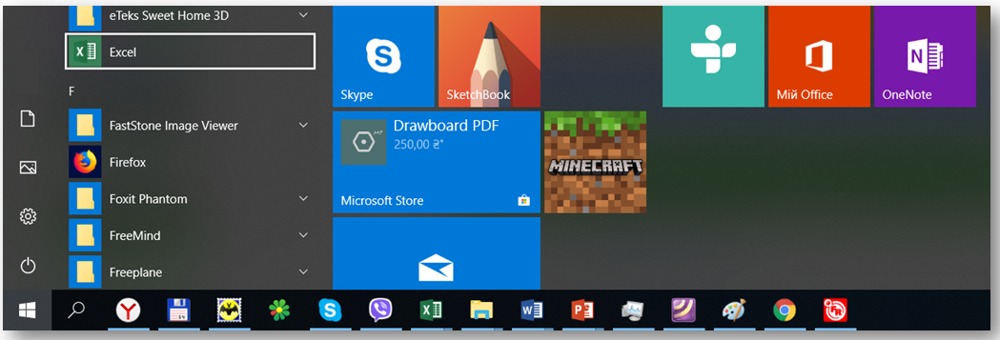 eTeks Sweet Home 3D
Excel
F
FastStone Image Viewer
Firefox
Foxit Phantom
FreeMind
Freeplane
Skype
SketchBook
Мій Office
OneNote
Drawboard PDF
250,00 ₴*
Microsoft Store
MINECRAFT